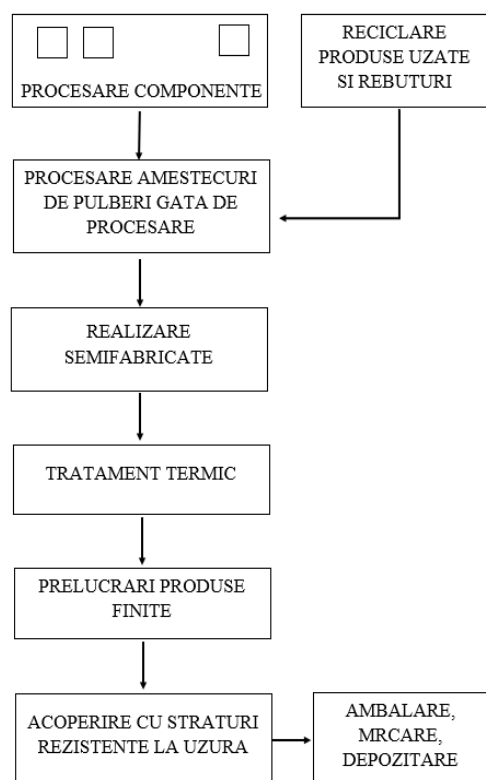 PROCESARE COMPONENTE
RECICLARE
PRODUSE UZATE
SI REBUTURI
PROCESARE AMESTECURI
DE PULBERI GATA DE
PROCESARE
REALIZARE
SEMIFABRICATE
TRATAMENT TERMIC
PRELUCRARI PRODUSE
FINITE
ACOPERIRE CU STRATURI
REZISTENTE LA UZURA
AMBALARE,
MRCARE,
DEPOZITARE